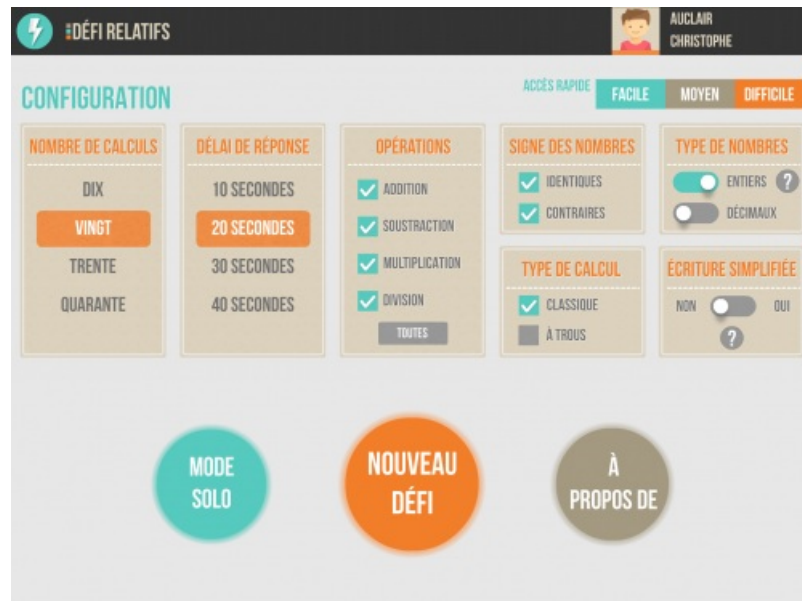 DÉFI RELATIFS
AUCLAIR
CHRISTOPHE
CONFIGURATION
ACCÈS RAPIDE
FACILE
MOYEN
DIFFICILE
NOMBRE DE CALCULS
DIX
VINGT
TRENTE
QUARANTE
DÉLAI DE RÉPONSE
10 SECONDES
20 SECONDES
30 SECONDES
40 SECONDES
OPÉRATIONS
ADDITION
SOUSTRACTION
MULTIPLICATION
DIVISION
TOUTES
SIGNE DES NOMBRES
IDENTIQUES
CONTRAIRES
TYPE DE CALCUL
CLASSIQUE
À TROUS
TYPE DE NOMBRES
ENTIERS ?
DÉCIMAUX
ÉCRITURE SIMPLIFIÉE
NON OUI
?
MODE
SOLO
NOUVEAU
DÉFI
À
PROPOS DE